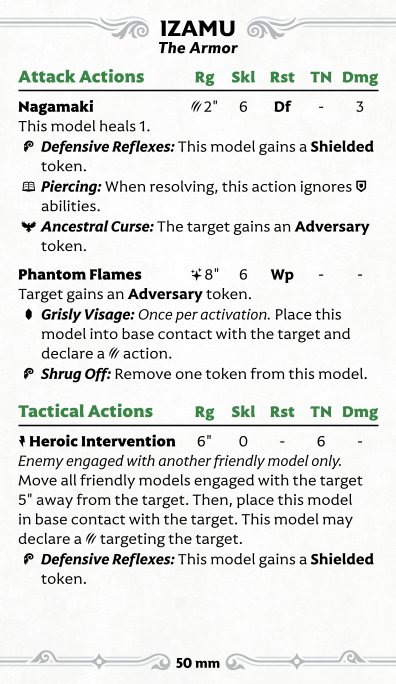 IZAMU
The Armor
Attack Actions Rg Skl Rst TN Dmg
Nagamaki 2" 6 Df - 3
This model heals 1.
Defensive Reflexes: This model gains a Shielded
token.
Piercing: When resolving, this action ignores
abilities.
Ancestral Curse: The target gains an Adversary
token.
Phantom Flames 8" 6 Wp - -
Target gains an Adversary token.
Grisly Visage: Once per activation. Place this
model into base contact with the target and
declare a action.
Shrug Off: Remove one token from this model.
Tactical Actions Rg Skl Rst TN Dmg
Heroic Intervention 6" 0 - 6 -
Enemy engaged with another friendly model only.
Move all friendly models engaged with the target
5" away from the target. Then, place this model
in base contact with the target. This model may
declare a targeting the target.
Defensive Reflexes: This model gains a Shielded
token.
50 mm